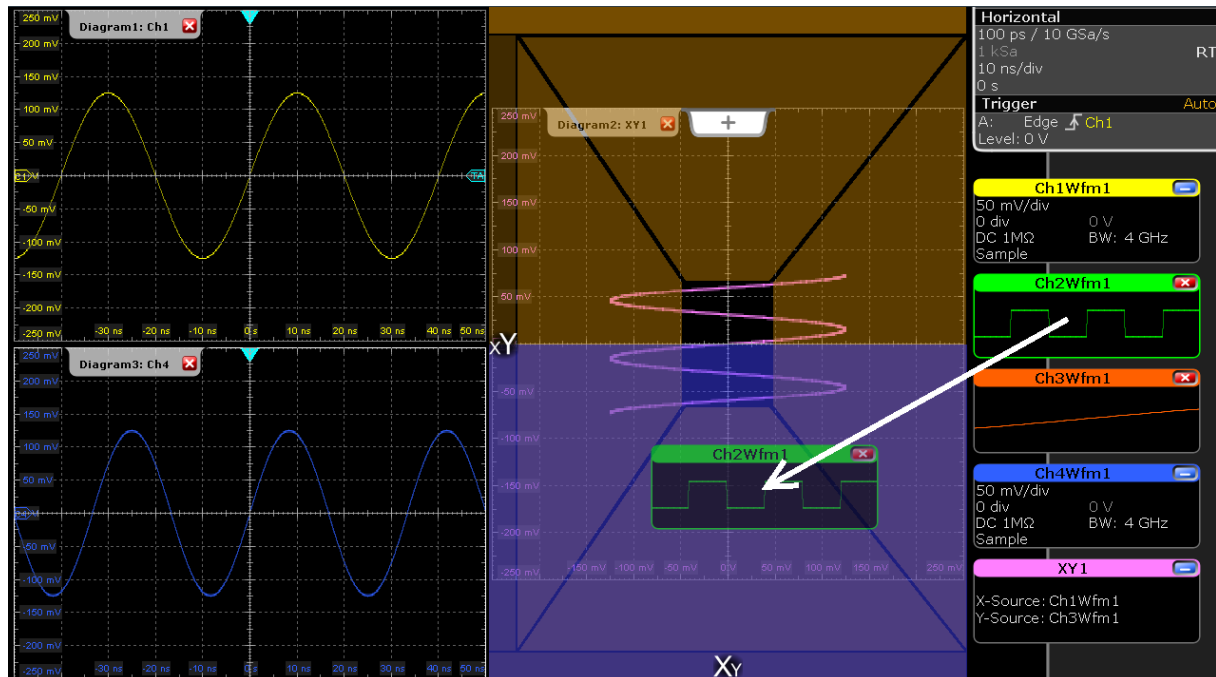 250 mV
Diagram1: Ch1
200 mV
150 mV
100 mV
50 mV
TA
-50 mV
-100 mV
-150 mV
-200 mV
-250 mV
-30 ns -20 ns -10 ns 0 s 10 ns 20 ns 30 ns 40 ns 50 ns
250 mV
Diagram3: Ch4
200 mV
150 mV
100 mV
50 mV
-50 mV
-100 mV
-150 mV
-200 mV
-250 mV
-30 ns -20 ns -10 ns 0 s 10 ns 20 ns 30 ns 40 ns 50 ns
250 mV
Diagram2: XY1
+
200 mV
150 mV
100 mV
50 mV
XY
-50 mV
-100 mV
-150 mV
-200 mV
-250 mV
Ch2Wfm1
-150 mV -100 mV -50 mV 0 V 50 mV 100 mV 150 mV 250 mV
XY
Horizontal
100 ps / 10 GSa/s
1 kSa RT
10 ns/div
0 s
Trigger Auto
A: Edge Ch1
Level: 0 V
Ch1Wfm1
50 mV/div
0 div 0 V
DC 1MΩ BW: 4 GHz
Sample
Ch2Wfm1
Ch3Wfm1
Ch4Wfm1
50 mV/div
0 div 0 V
DC 1MΩ BW: 4 GHz
Sample
XY1
X-Source: Ch1Wfm1
Y-Source: Ch3Wfm1